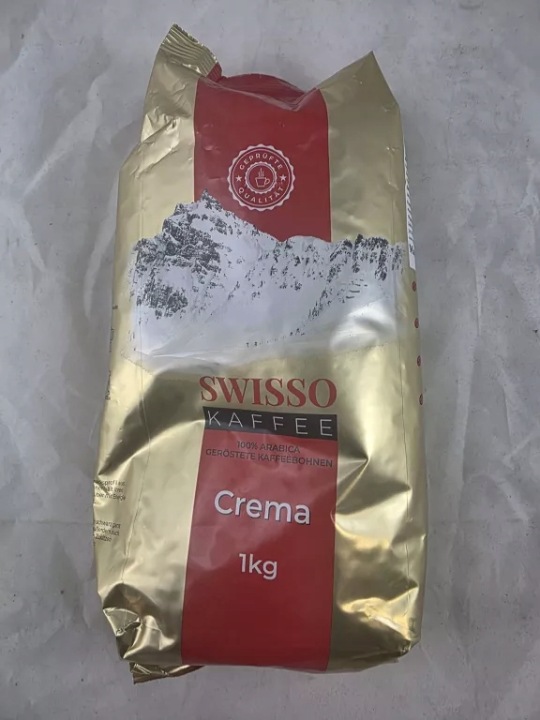 GEPRÜFTE
QUALITÄT
SWISSO
KAFFEE
100% ARABICA
GERÖSTETE KAFFEEBOHNEN
Crema
1kg